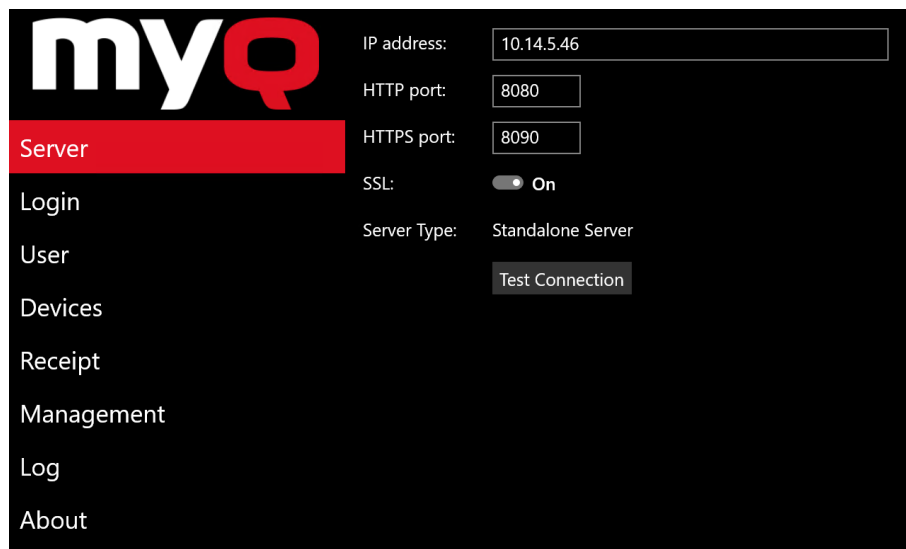 myQ
Server
Login
User
Devices
Receipt
Management
Log
About
IP address: 10.14.5.46
HTTP port: 8080
HTTPS port: 8090
SSL: On
Server Type: Standalone Server
Test Connection